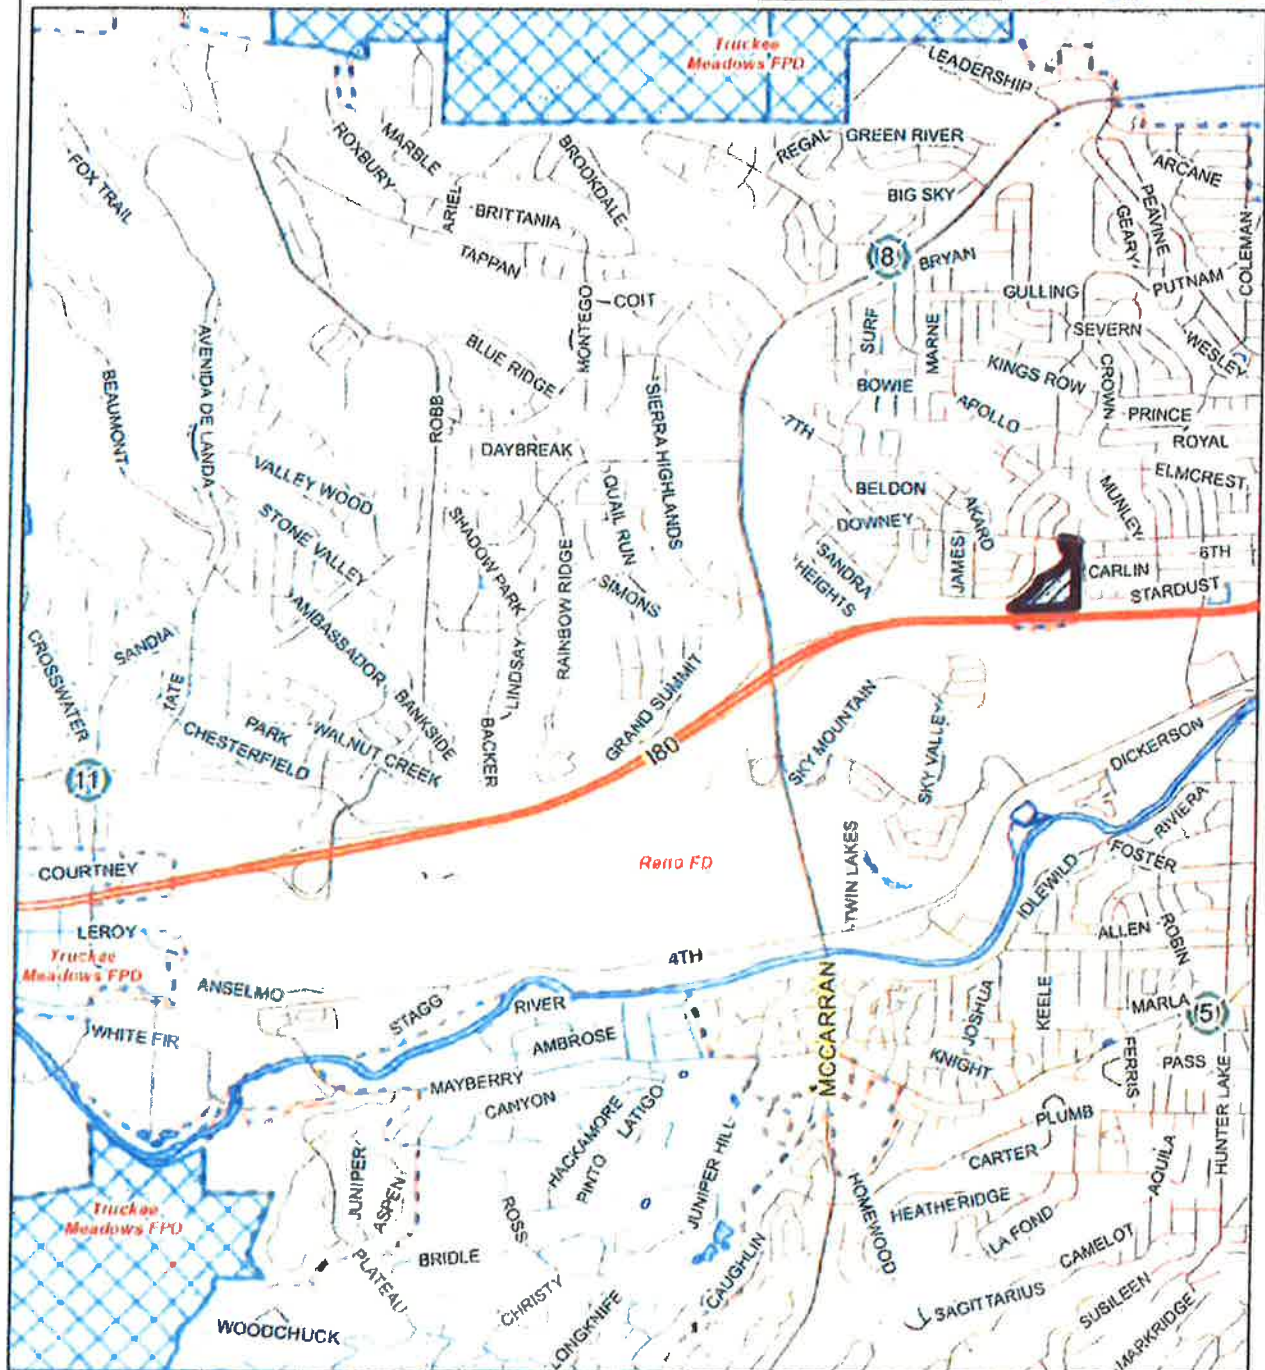 Truckee
Meadows FPD
LEADERSHIP
REGAL
GREEN RIVER
MARBLE
ROXBURY
BROOKDALE
FOX TRAIL
ARCANE
BIG SKY
PEAVINE
GEARY
ARIEL
BRITTANIA
COLEMAN
TAPPAN
8
BRYAN
PUTNAM
GULLING
COIT
MONTEGO
SURF
MARNE
SEVERN
WESLEY
AVENIDA DE LANDA
BLUE RIDGE
KINGS ROW
CROWN
BEAUMONT
BOWIE
APOLLO
PRINCE
ROBB
SIERRA HIGHLANDS
7TH
ROYAL
DAYBREAK
ELMCREST
VALLEY WOOD
QUAIL RUN
BELDON
MUNLEY
STONE VALLEY
SHADOW PARK
DOWNEY
AKARD
6TH
SANDRA
HEIGHTS
JAMES
CARLIN
STARDUST
SIMONS
RAINBOW RIDGE
AMBASSADOR
LINDSAY
SANDIA
CROSSWATER
TATE
BANKSIDE
GRAND SUMMIT
SKY MOUNTAIN
SKY VALLEY
PARK
WALNUT CREEK
CHESTERFIELD
BACKER
I80
DICKERSON
11
RIVIERA
COURTNEY
Reno FD
TWIN LAKES
FOSTER
IDLEWILD
LEROY
ALLEN
ROBIN
Truckee
Meadows FPD
4TH
ANSELMO
STAGG
RIVER
MCCARRAN
JOSHUA
KEELE
MARLA
5
WHITE FIR
AMBROSE
KNIGHT
FERRIS
PASS
MAYBERRY
CANYON
HACKAMORE
LATIGO
PLUMB
HUNTER LAKE
PINTO
JUNIPER HILL
CARTER
AQUILA
JUNIPER
ASPEN
HOMEWOOD
HEATHERIDGE
Truckee
Meadows FPD
ROSS
LA FOND
CAMELOT
BRIDLE
PLATEAU
CAUGHLIN
CHRISTY
SAGITTARIUS
SUSILEEN
WOODCHUCK
LONGKNIFE
MARKRIDGE